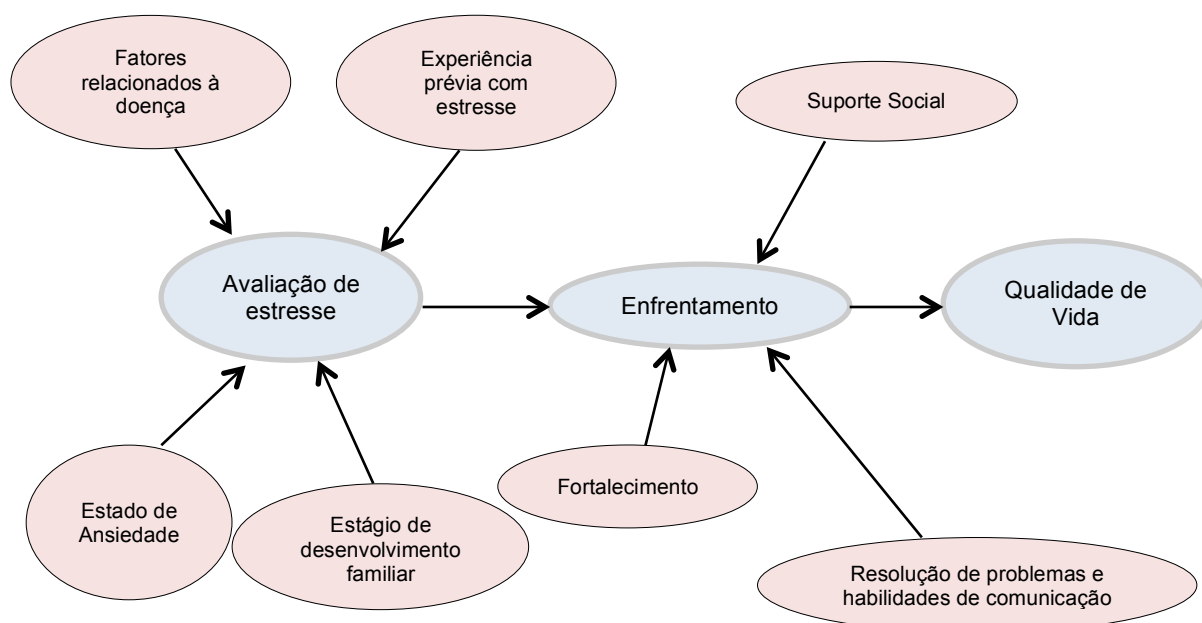 Fatores
relacionados à
doença
Experiência
prévia com
estresse
Suporte Social
Avaliação de
estresse
Enfrentamento
Qualidade de
Vida
Estado de
Ansiedade
Estágio de
desenvolvimento
familiar
Fortalecimento
Resolução de problemas e
habilidades de comunicação